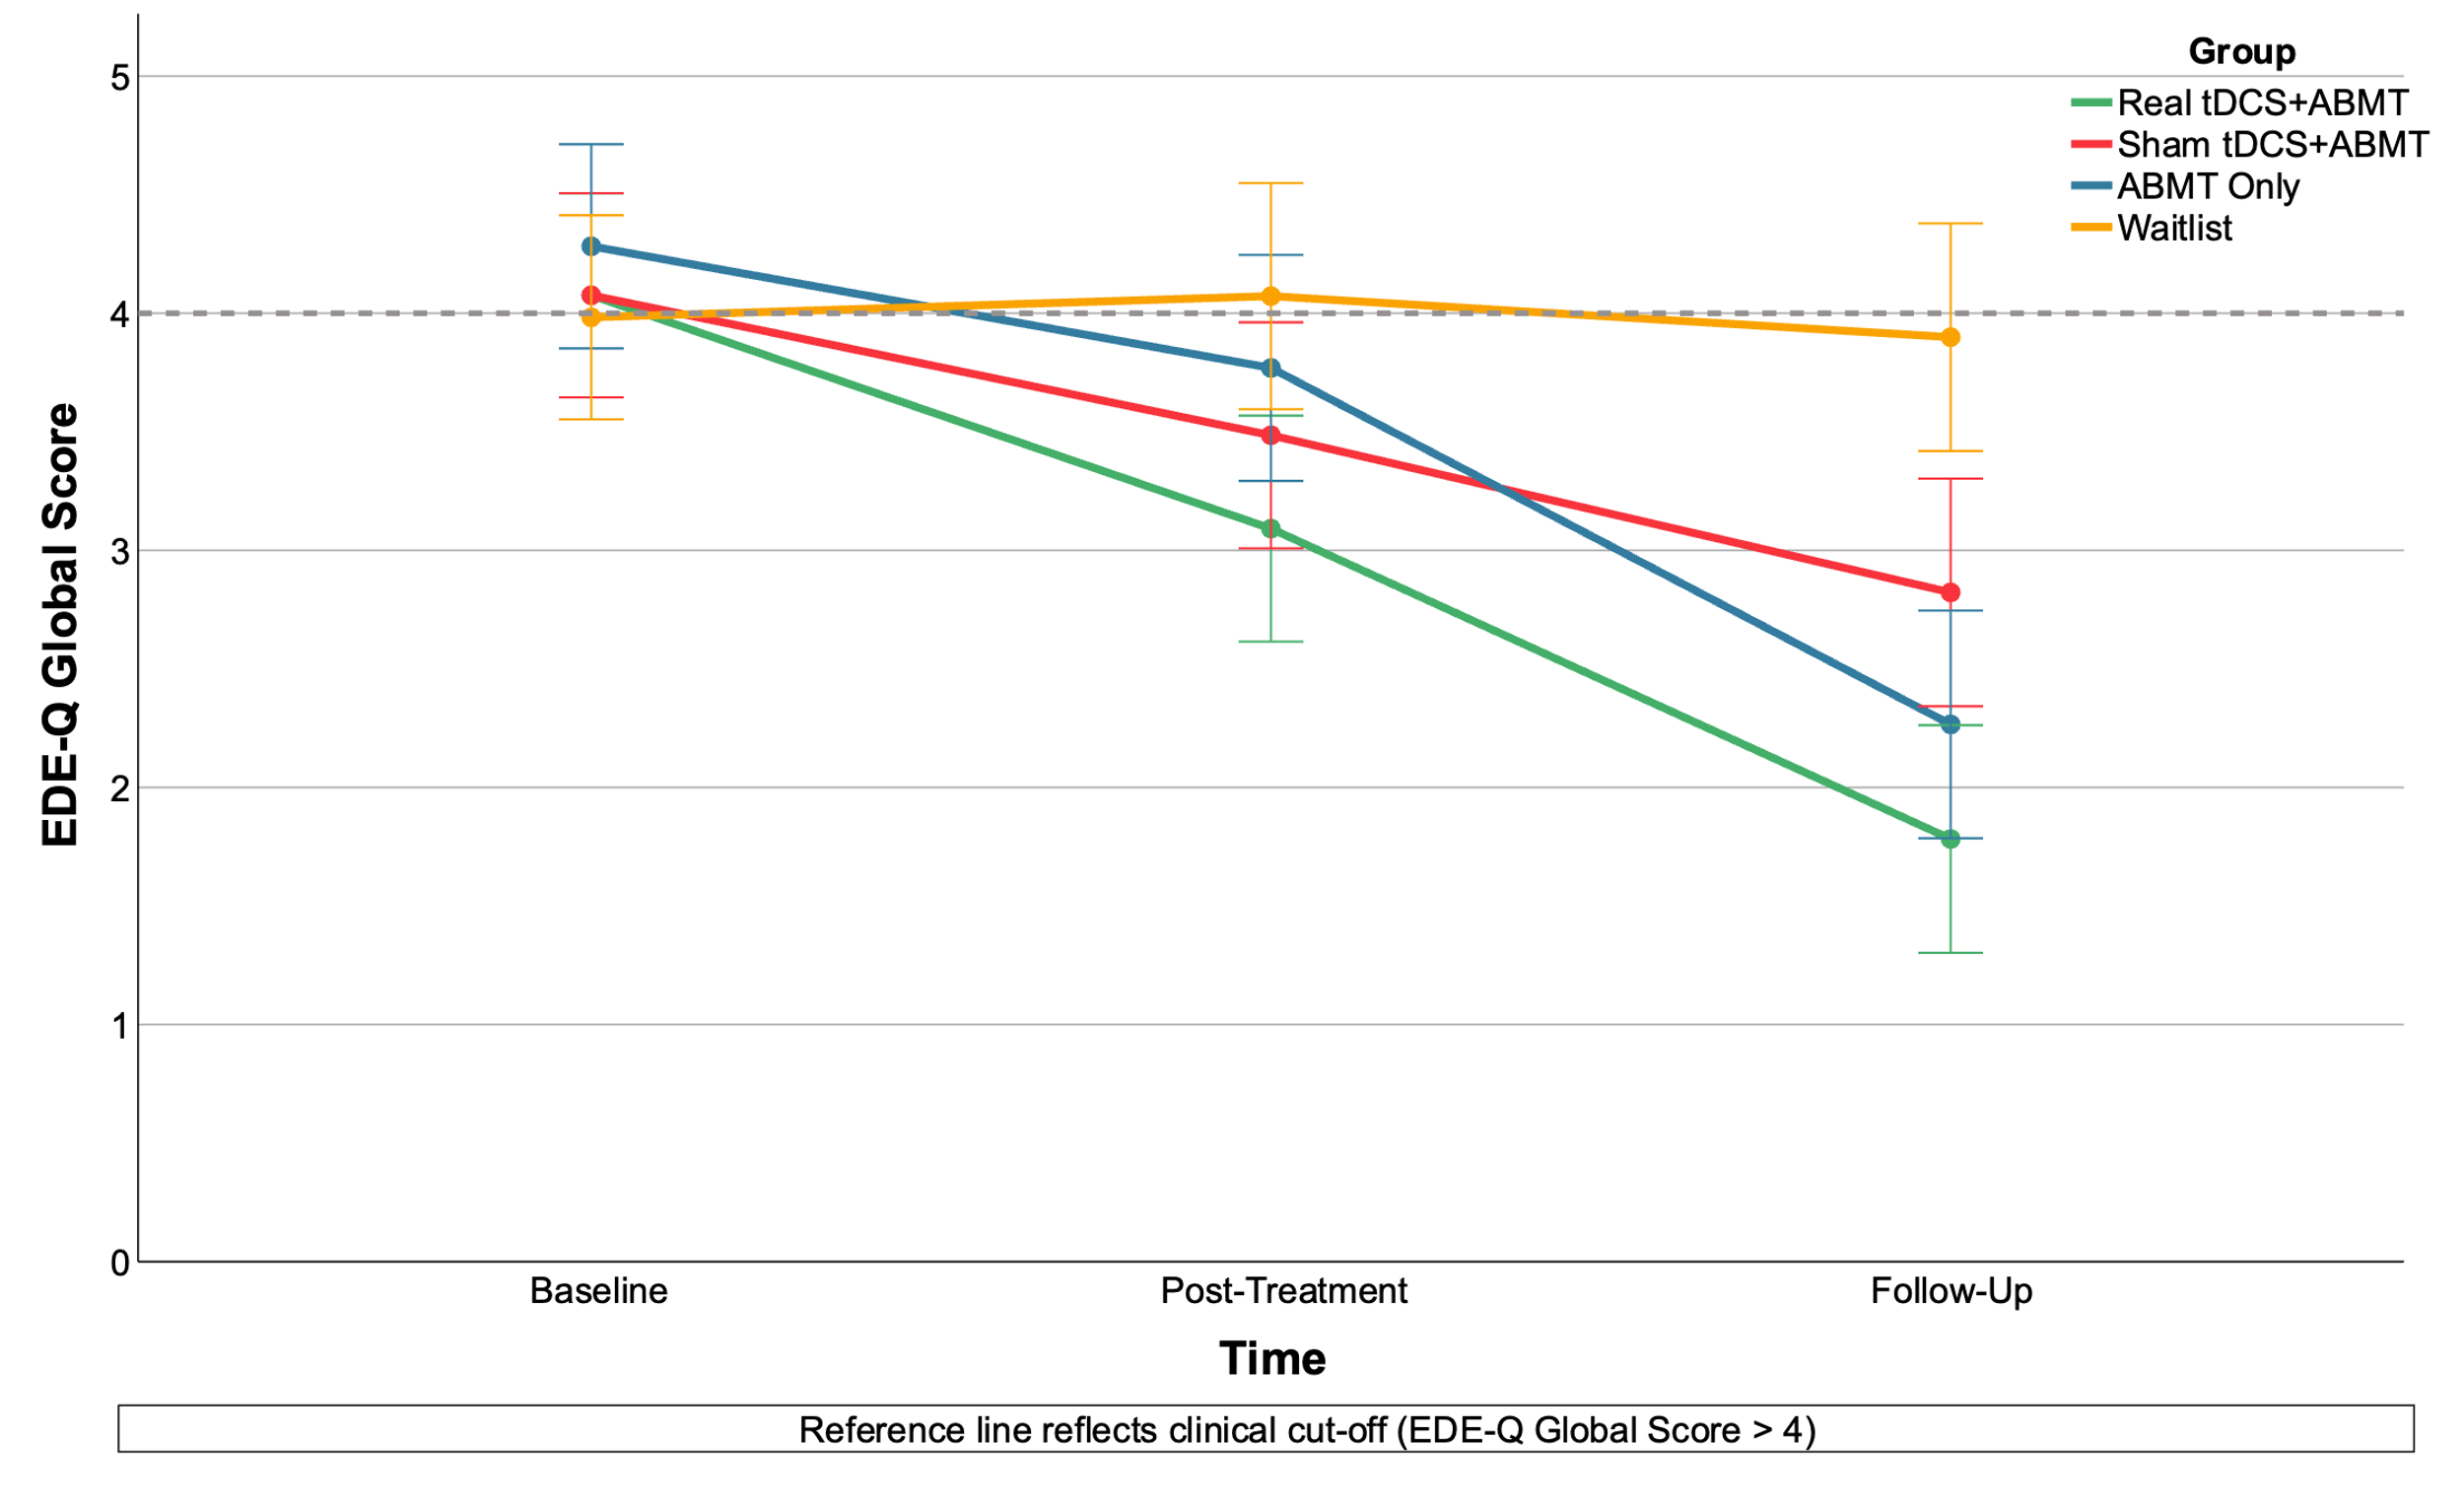 Group
Real tDCS+ABMT
Sham tDCS+ABMT
ABMT Only
Waitlist
EDE-Q Global Score
5
4
3
2
1
0
Baseline
Post-Treatment
Follow-Up
Time
Reference line reflects clinical cut-off (EDE-Q Global Score > 4)